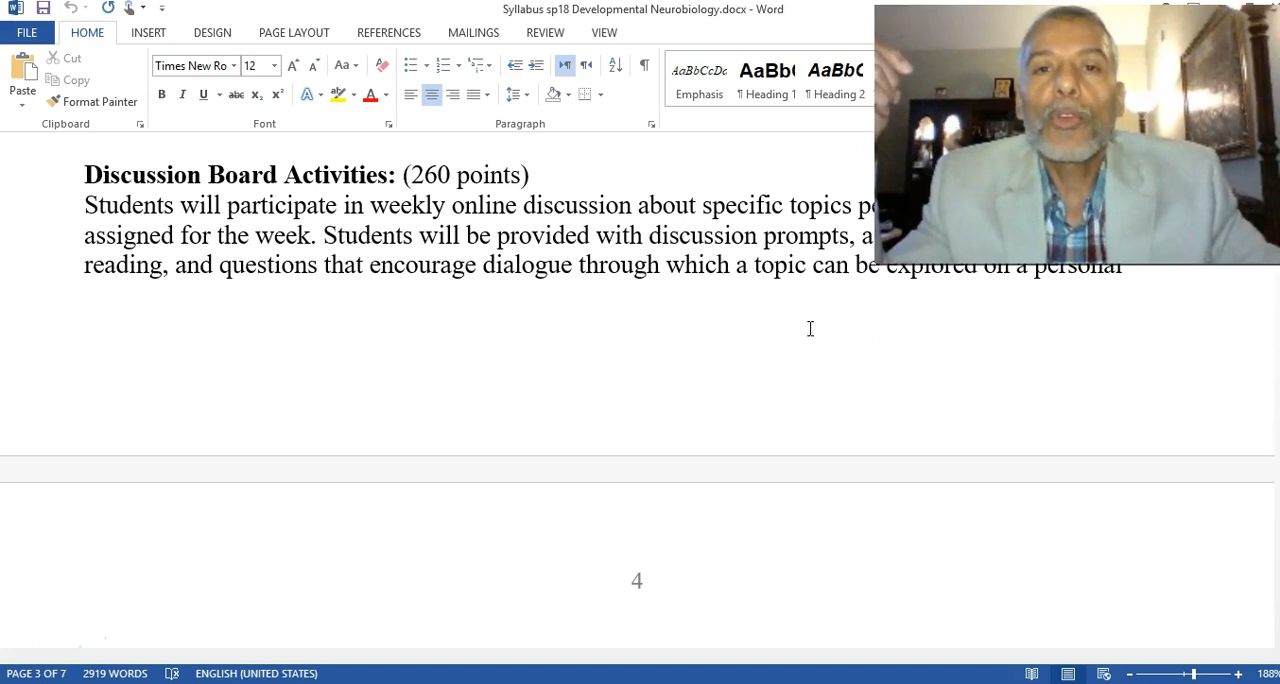 Syllabus sp18 Developmental Neurobiology.docx - Word
FILE HOME INSERT DESIGN PAGE LAYOUT REFERENCES MAILINGS REVIEW VIEW
Paste
Cut
Copy
Format Painter
Clipboard
Times New Ro 12
Font
Paragraph
AaBbCcDc AaBb( AaBbC
Emphasis ¶ Heading 1 ¶ Heading 2
Discussion Board Activities: (260 points)
Students will participate in weekly online discussion about specific topics
assigned for the week. Students will be provided with discussion prompts,
reading, and questions that encourage dialogue through which a topic can be explored on a personal
4
PAGE 3 OF 7 2919 WORDS ENGLISH (UNITED STATES) 188%